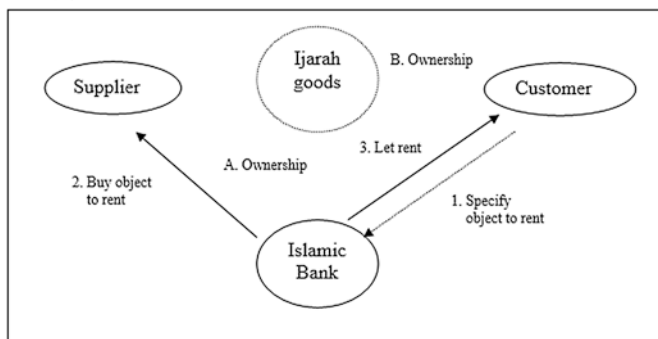 Supplier
Ijarah
goods
B. Ownership
Customer
3. Let rent
A. Ownership
2. Buy object
to rent
1. Specify
object to rent
Islamic
Bank